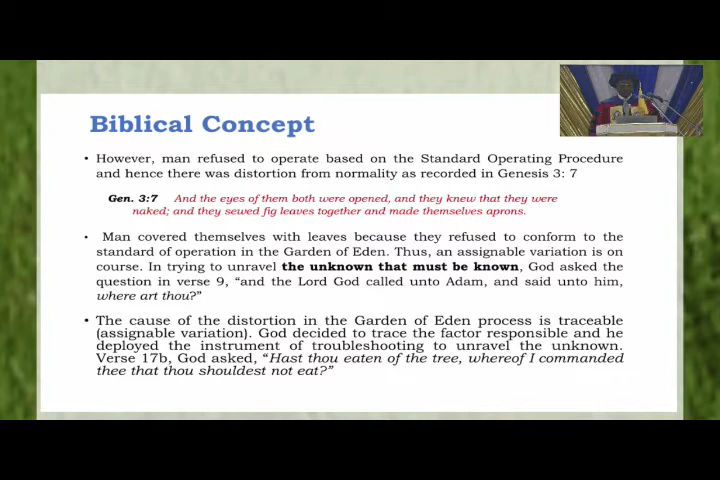 Biblical Concept
• However, man refused to operate based on the Standard Operating Procedure
and hence there was distortion from normality as recorded in Genesis 3: 7
Gen. 3:7 And the eyes of them both were opened, and they knew that they were
naked; and they sewed fig leaves together and made themselves aprons.
• Man covered themselves with leaves because they refused to conform to the
standard of operation in the Garden of Eden. Thus, an assignable variation is on
course. In trying to unravel the unknown that must be known, God asked the
question in verse 9, “and the Lord God called unto Adam, and said unto him,
where art thou?”
• The cause of the distortion in the Garden of Eden process is traceable
(assignable variation). God decided to trace the factor responsible and he
deployed the instrument of troubleshooting to unravel the unknown.
Verse 17b, God asked, “Hast thou eaten of the tree, whereof I commanded
thee that thou shouldest not eat?”